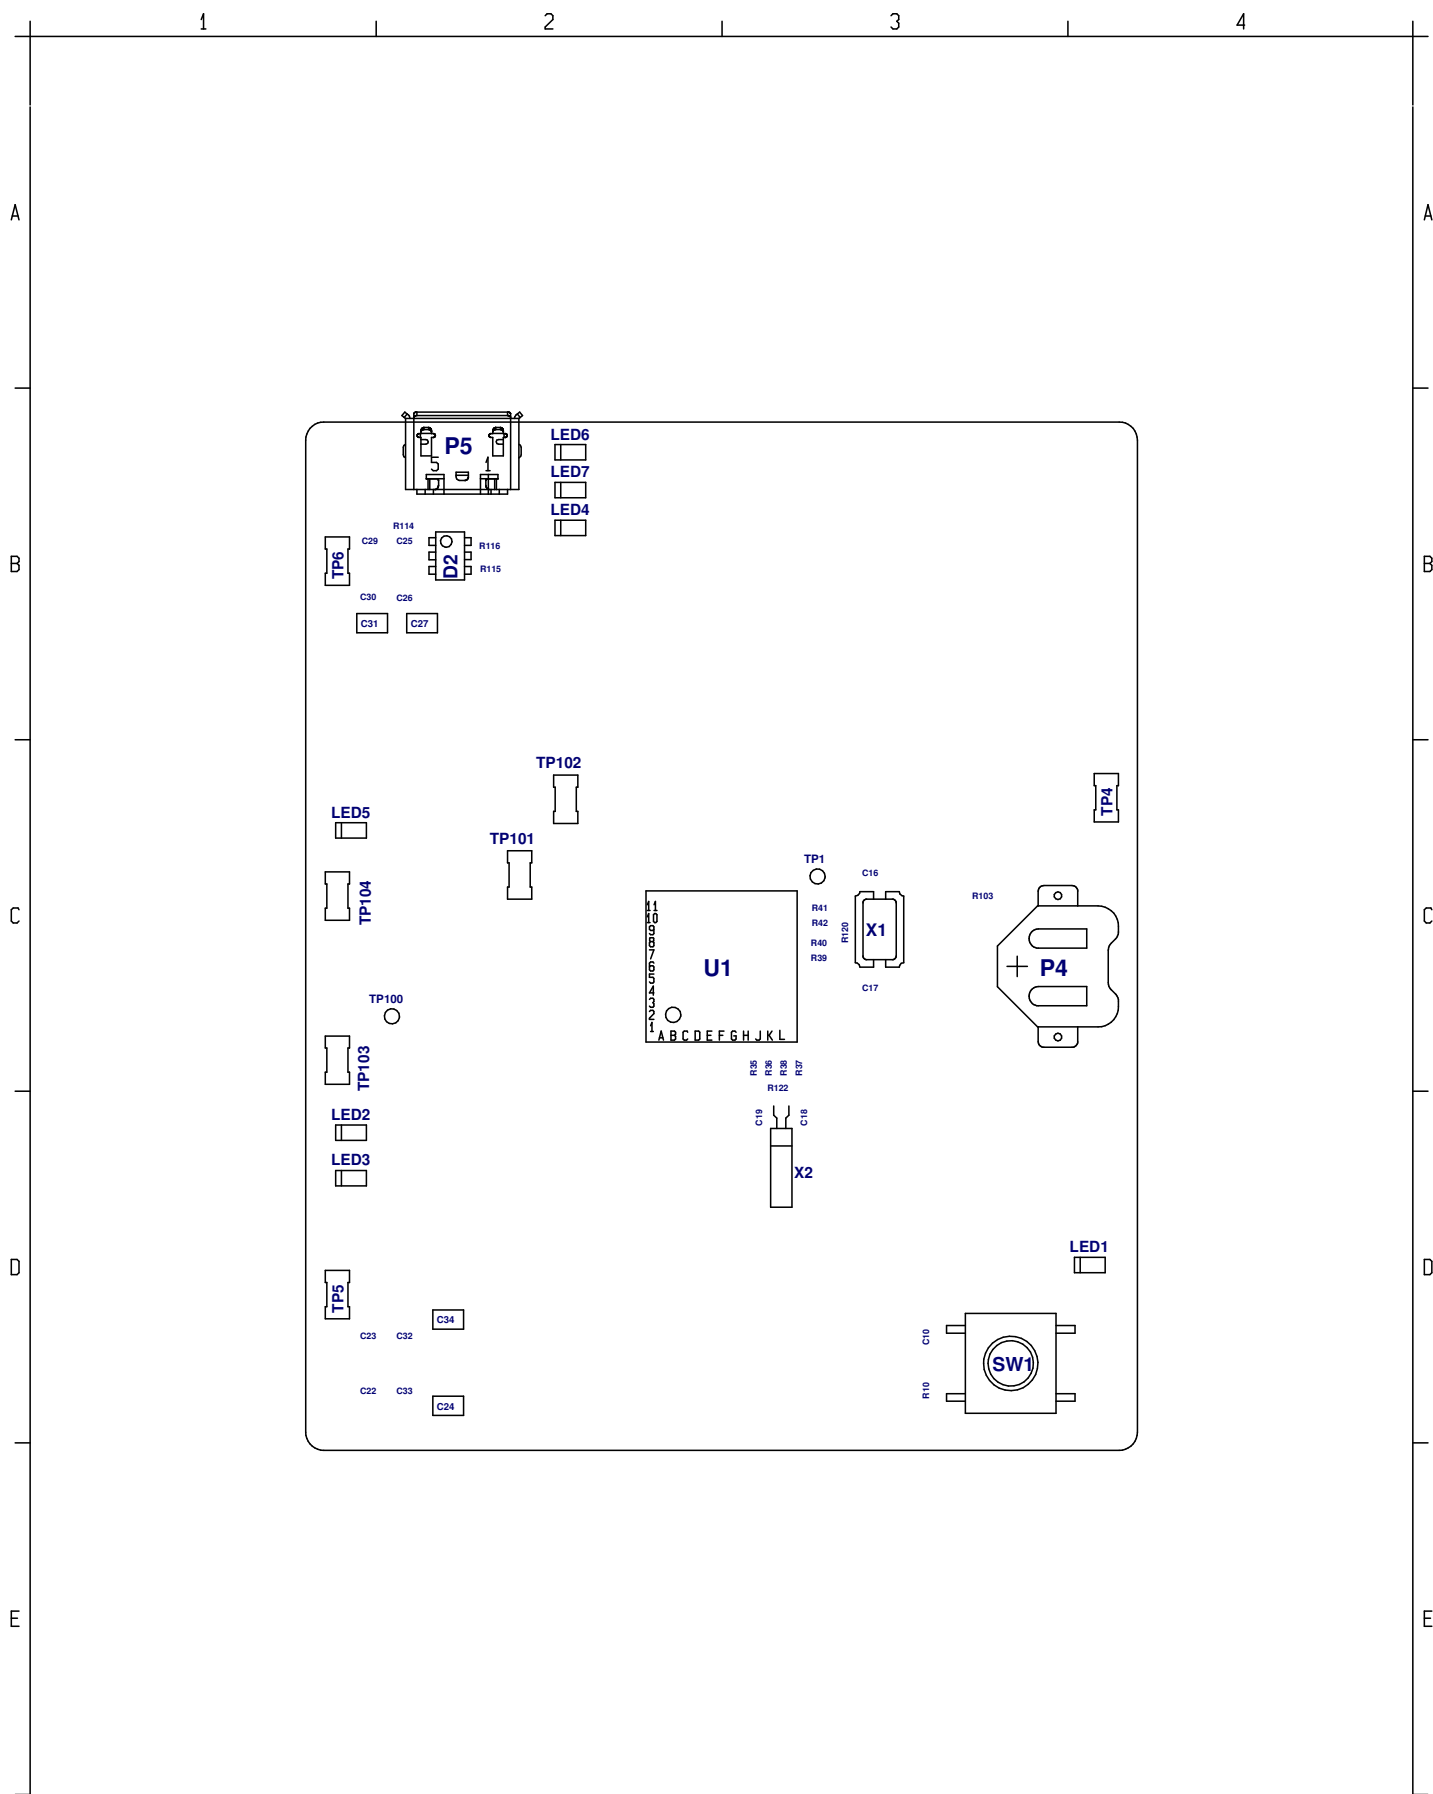 1 2 3 4
A A
P5
5 1
LED6
LED7
LED4
R114
C29 C25
R116
TP6 D2
B B
R115
C30 C26
C31 C27
TP102
TP4
LED5
TP101
TP1
C16
TP104
R103
11
10
9
8
7
6
5
4
3
2
1
A B C D E F G H J K L
U1
R41
R42
R40
R39
R120
X1
C C
P4
C17
TP100
TP103
R35 R36 R38 R37
R122
LED2
C19 C18
LED3
X2
LED1
D D
TP5
C34
C23 C32
C10
SW1
C22 C33
R10
C24
E E